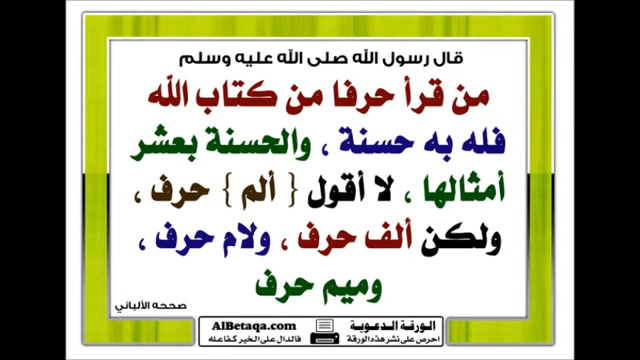 قال رسول الله صلى الله عليه وسلم
من قرأ حرفا من كتاب الله
فله به حسنة ، والحسنة بعشر
أمثالها ، لا أقول { ألم } حرف ،
ولكن ألف حرف ، ولام حرف ،
وميم حرف
صححه الألباني
الورقة الدعوية
احرص على نشر هذه الورقة
AlBetaqa.com
فالدال على الخير كفاعله